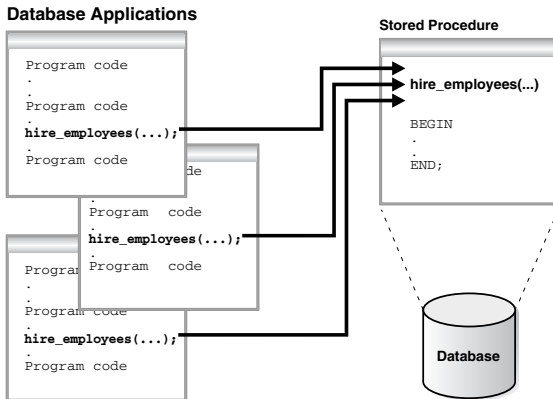 Database Applications
Program code
.
.
Program code
.
hire_employees(...);
.
Program code
de
.
Program code
.
hire_employees(...);
.
Program code
Progra
.
.
Program code
.
hire_employees(...);
.
Program code
Stored Procedure
hire_employees(...)
BEGIN
.
.
END;
Database